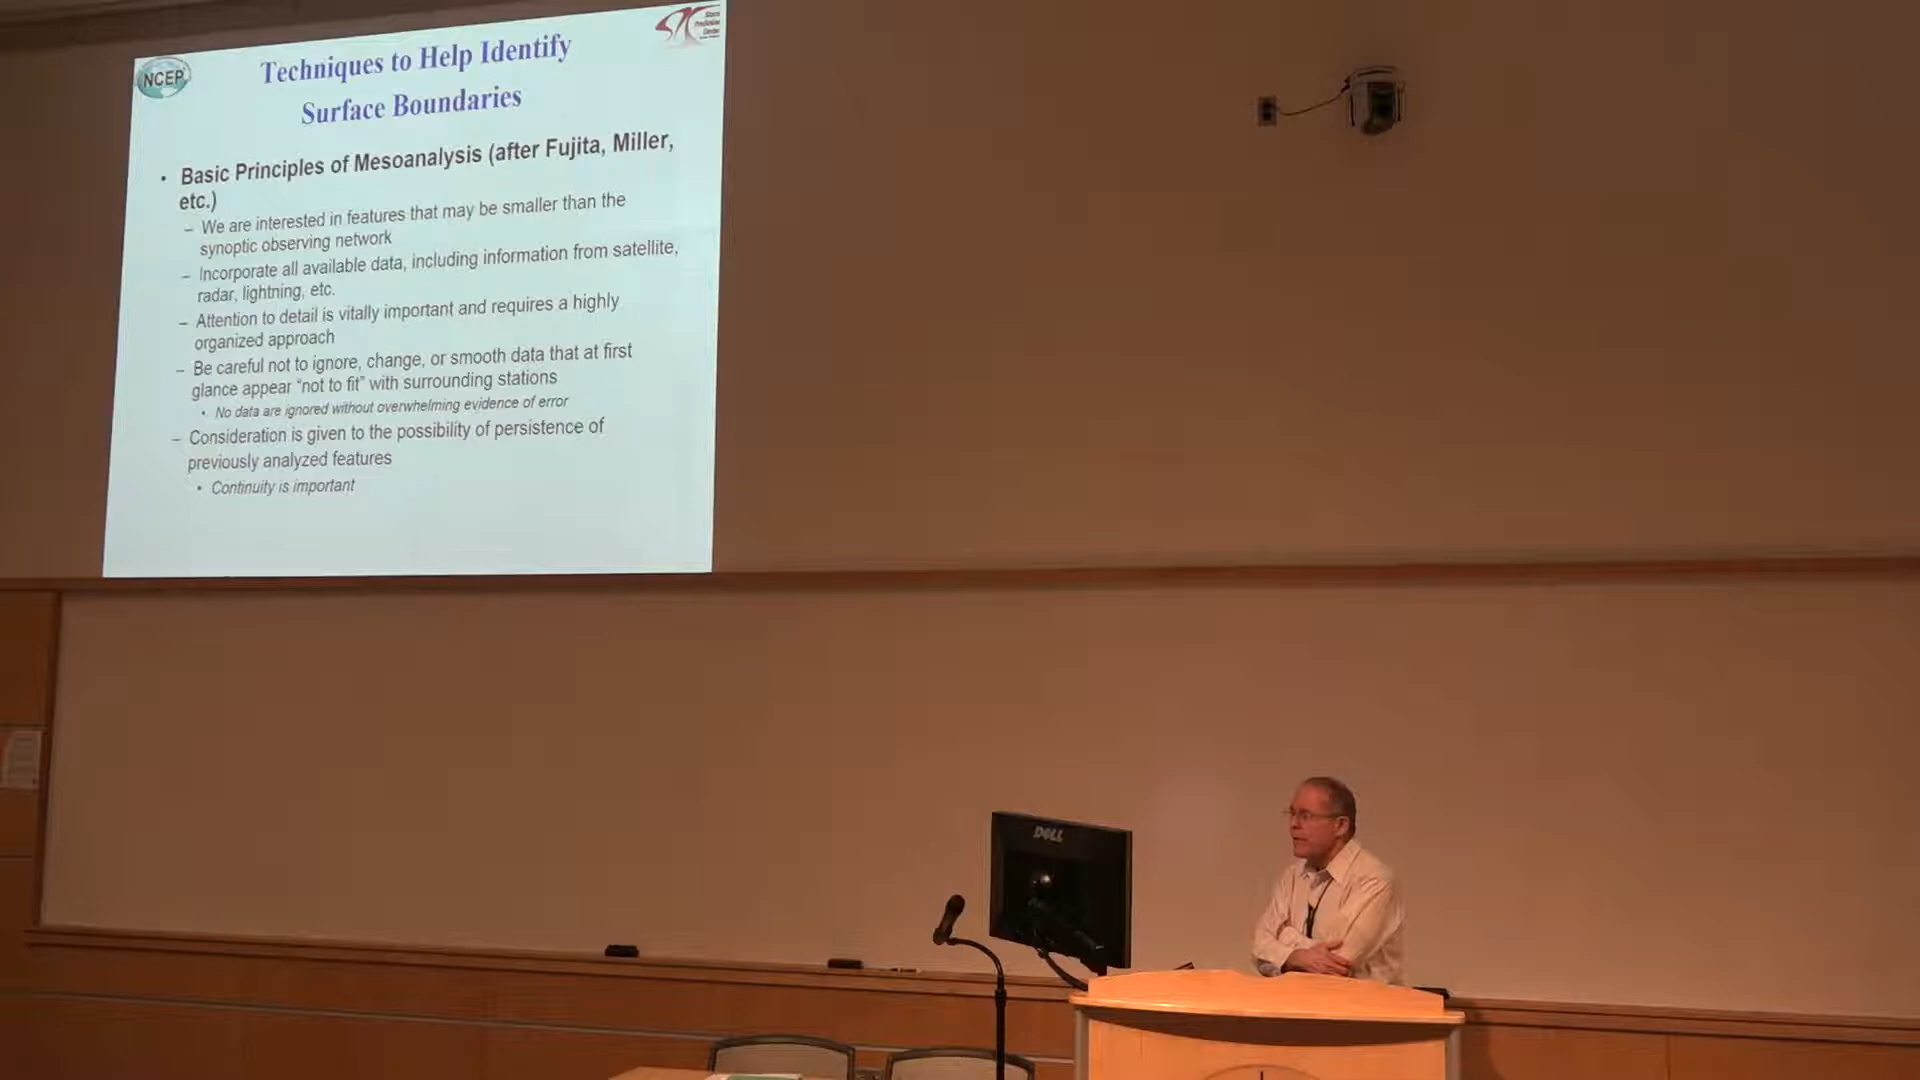 NCEP
Storm
Prediction
Center
Techniques to Help Identify
Surface Boundaries
• Basic Principles of Mesoanalysis (after Fujita, Miller,
etc.)
– We are interested in features that may be smaller than the
synoptic observing network
– Incorporate all available data, including information from satellite,
radar, lightning, etc.
– Attention to detail is vitally important and requires a highly
organized approach
– Be careful not to ignore, change, or smooth data that at first
glance appear “not to fit” with surrounding stations
• No data are ignored without overwhelming evidence of error
– Consideration is given to the possibility of persistence of
previously analyzed features
• Continuity is important
DELL